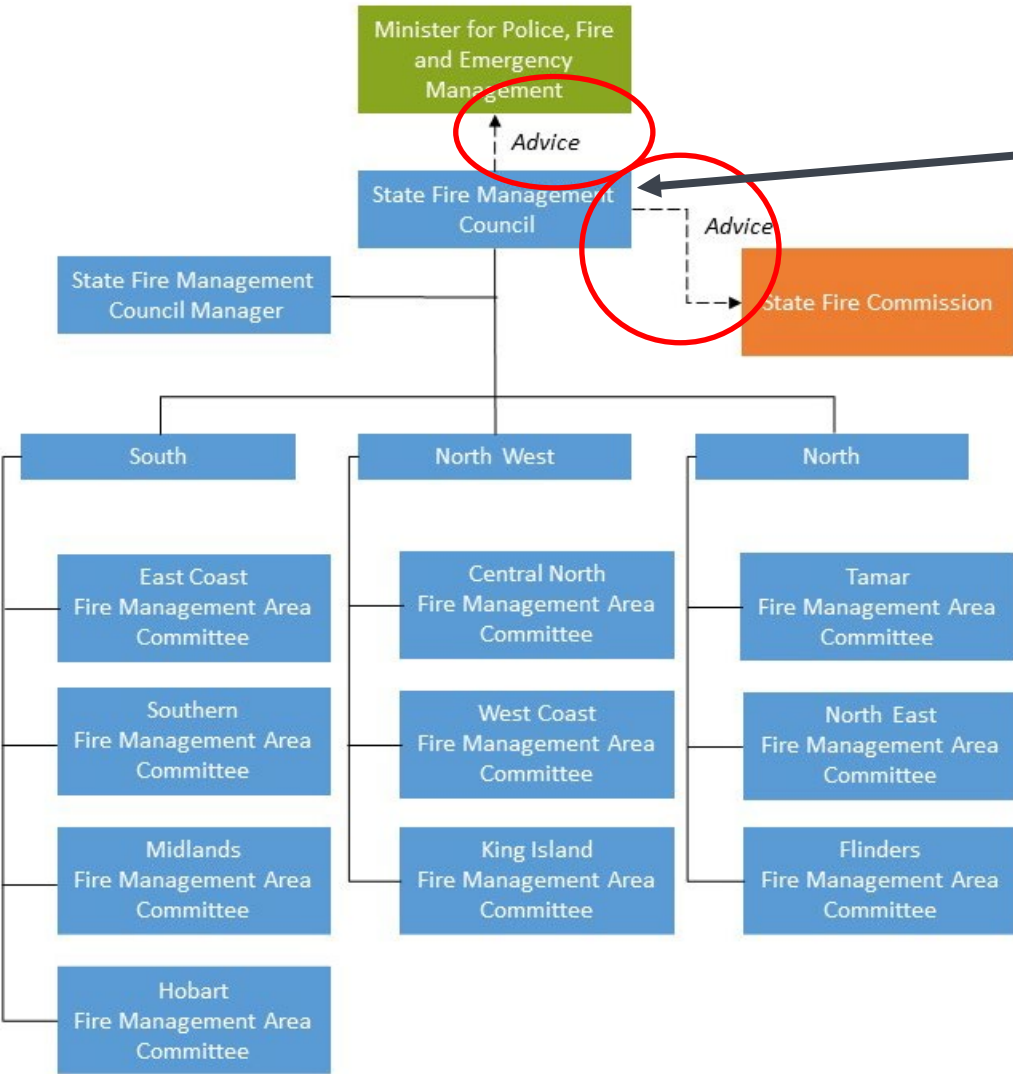 Minister for Police, Fire
and Emergency
Management
Advice
State Fire Management
Council
Advice
State Fire Management
Council Manager
State Fire Commission
South
North West
North
East Coast
Fire Management Area
Committee
Central North
Fire Management Area
Committee
Tamar
Fire Management Area
Committee
Southern
Fire Management Area
Committee
West Coast
Fire Management Area
Committee
North East
Fire Management Area
Committee
Midlands
Fire Management Area
Committee
King Island
Fire Management Area
Committee
Flinders
Fire Management Area
Committee
Hobart
Fire Management Area
Committee